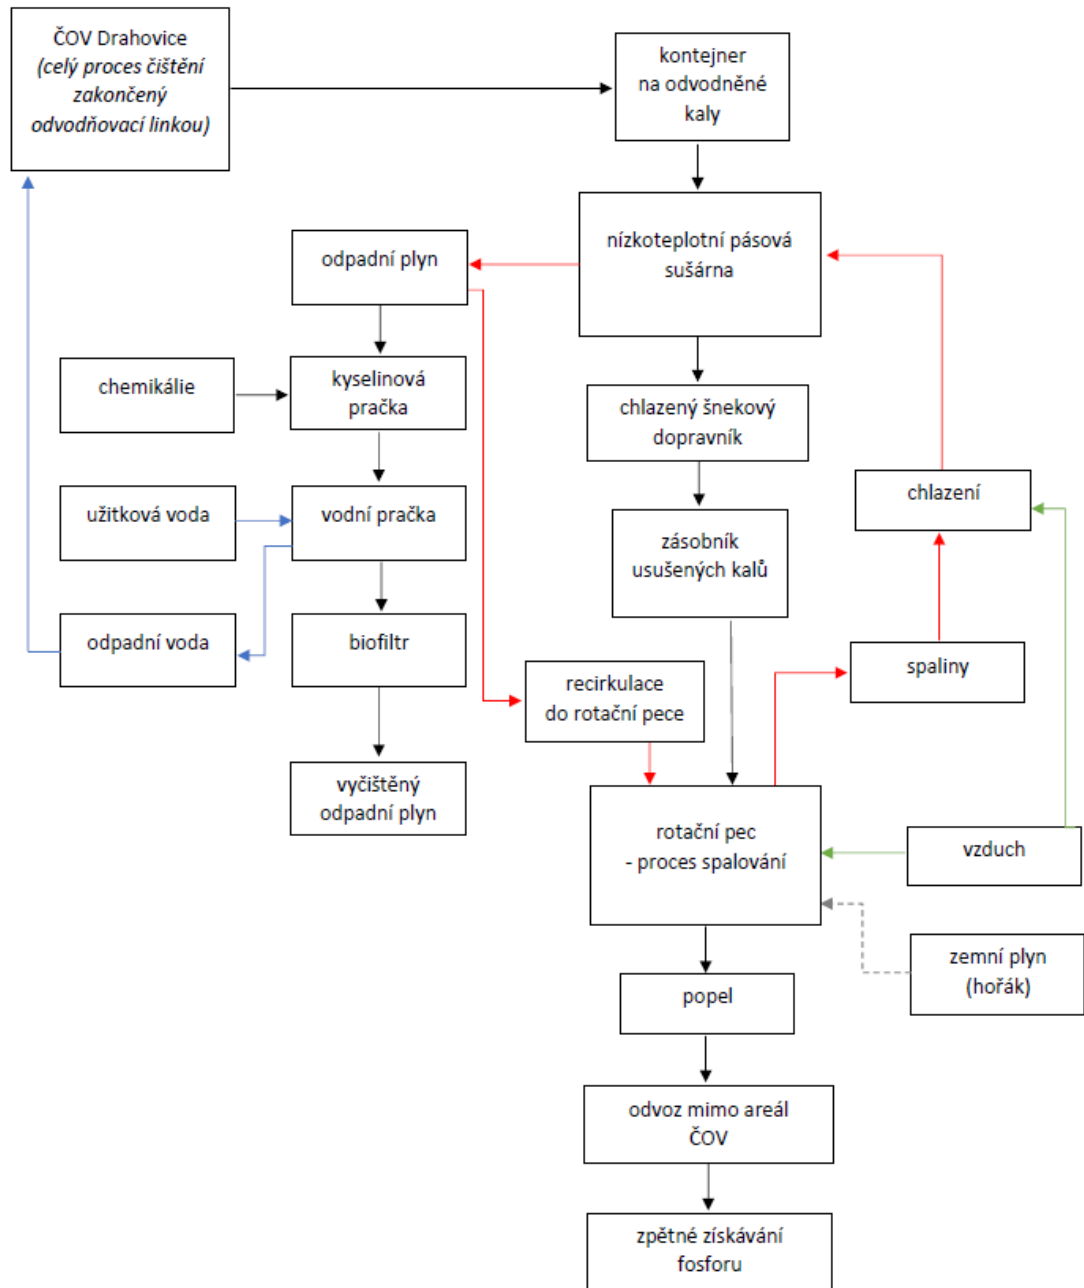 ČOV Drahovice
(celý proces čištění
zakončený
odvodňovací linkou)
kontejner
na odvodněné
kaly
nízkoteplotní pásová
sušárna
odpadní plyn
chemikálie
kyselinová
pračka
chlazený šnekový
dopravník
užitková voda
vodní pračka
chlazení
zásobník
usušených kalů
odpadní voda
biofiltr
spaliny
recirkulace
do rotační pece
vyčištěný
odpadní plyn
rotační pec
- proces spalování
vzduch
zemní plyn
(hořák)
popel
odvoz mimo areál
ČOV
zpětné získávání
fosforu